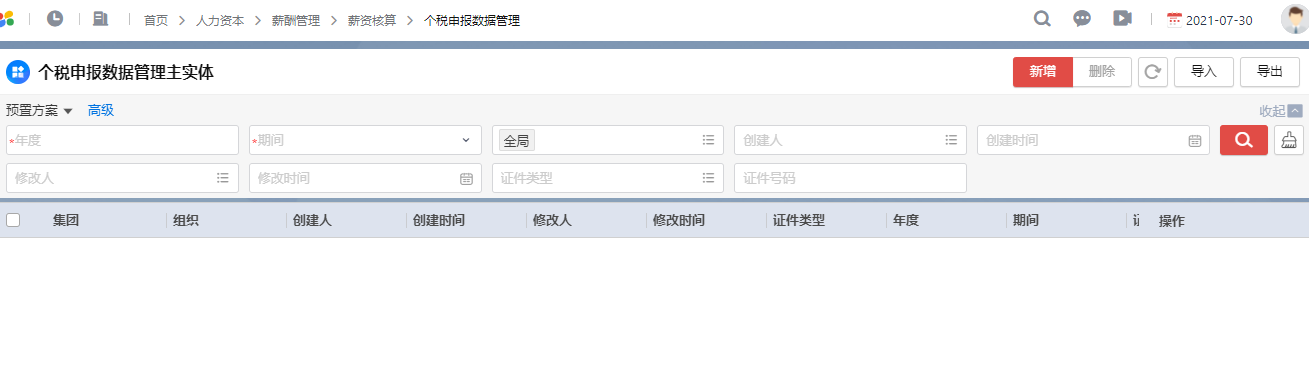 首页 人力资本 薪酬管理 薪资核算 个税申报数据管理 2021-07-30
个税申报数据管理主实体 新增 删除 导入 导出
预置方案 高级 收起
*年度 *期间 全局 创建人 创建时间
修改人 修改时间 证件类型 证件号码
集团 组织 创建人 创建时间 修改人 修改时间 证件类型 年度 期间 操作